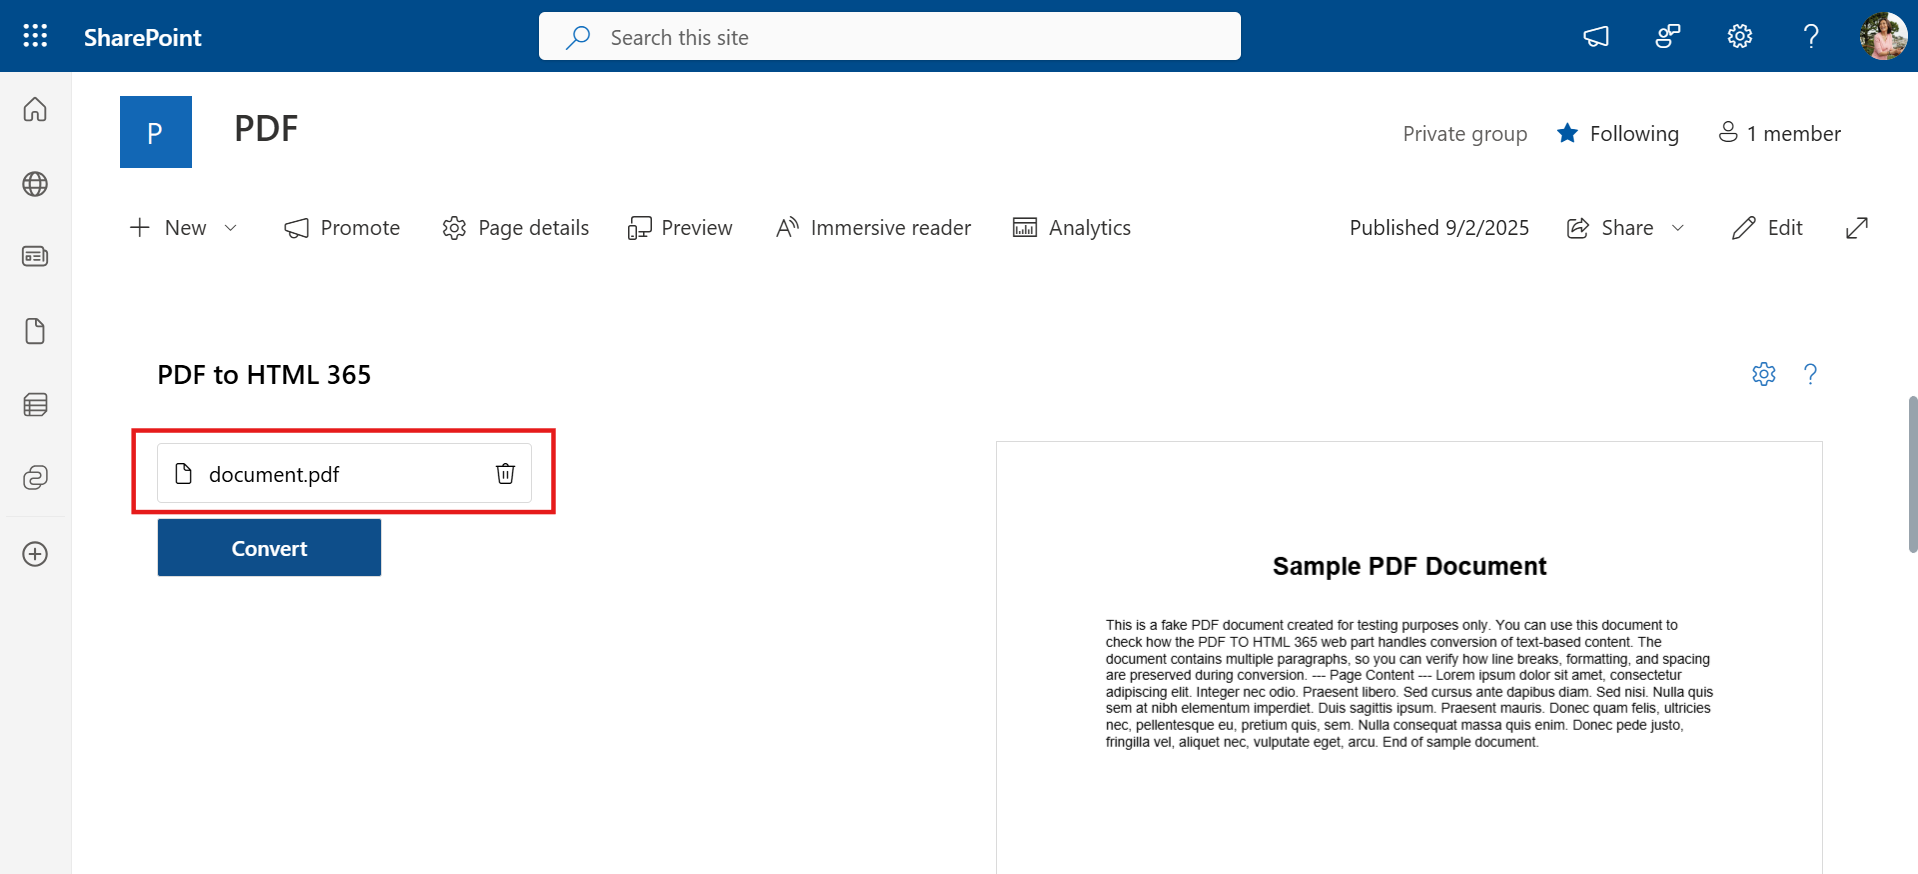 SharePoint
Search this site
P
PDF
Private group
Following
1 member
New
Promote
Page details
Preview
Immersive reader
Analytics
Published 9/2/2025
Share
Edit
PDF to HTML 365
document.pdf
Convert
Sample PDF Document
This is a fake PDF document created for testing purposes only. You can use this document to
check how the PDF TO HTML 365 web part handles conversion of text-based content. The
document contains multiple paragraphs, so you can verify how line breaks, formatting, and spacing
are preserved during conversion. --- Page Content --- Lorem ipsum dolor sit amet, consectetur
adipiscing elit. Integer nec odio. Praesent libero. Sed cursus ante dapibus diam. Sed nisi. Nulla quis
sem at nibh elementum imperdiet. Duis sagittis ipsum. Praesent mauris. Donec quam felis, ultricies
nec, pellentesque eu, pretium quis, sem. Nulla consequat massa quis enim. Donec pede justo,
fringilla vel, aliquet nec, vulputate eget, arcu. End of sample document.